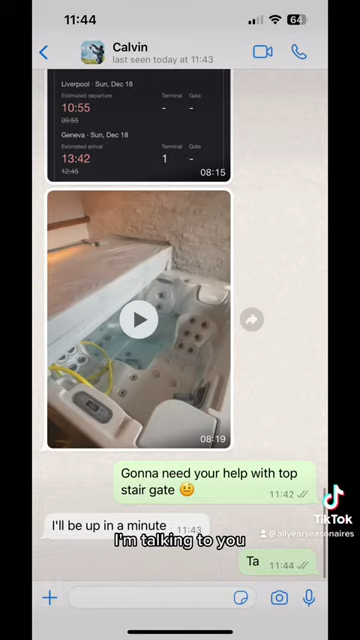 11:44
64
Calvin
last seen today at 11:43
Liverpool · Sun, Dec 18
Estimated departure
Terminal
Gate
10:55
-
-
09:55
Geneva · Sun, Dec 18
Estimated arrival
Terminal
Gate
13:42
1
-
12:45
08:15
08:19
Gonna need your help with top
stair gate 🤨
11:42
I'll be up in a minute
11:43
I'm talking to you
Ta
11:44
TikTok
@allyearseasonaires